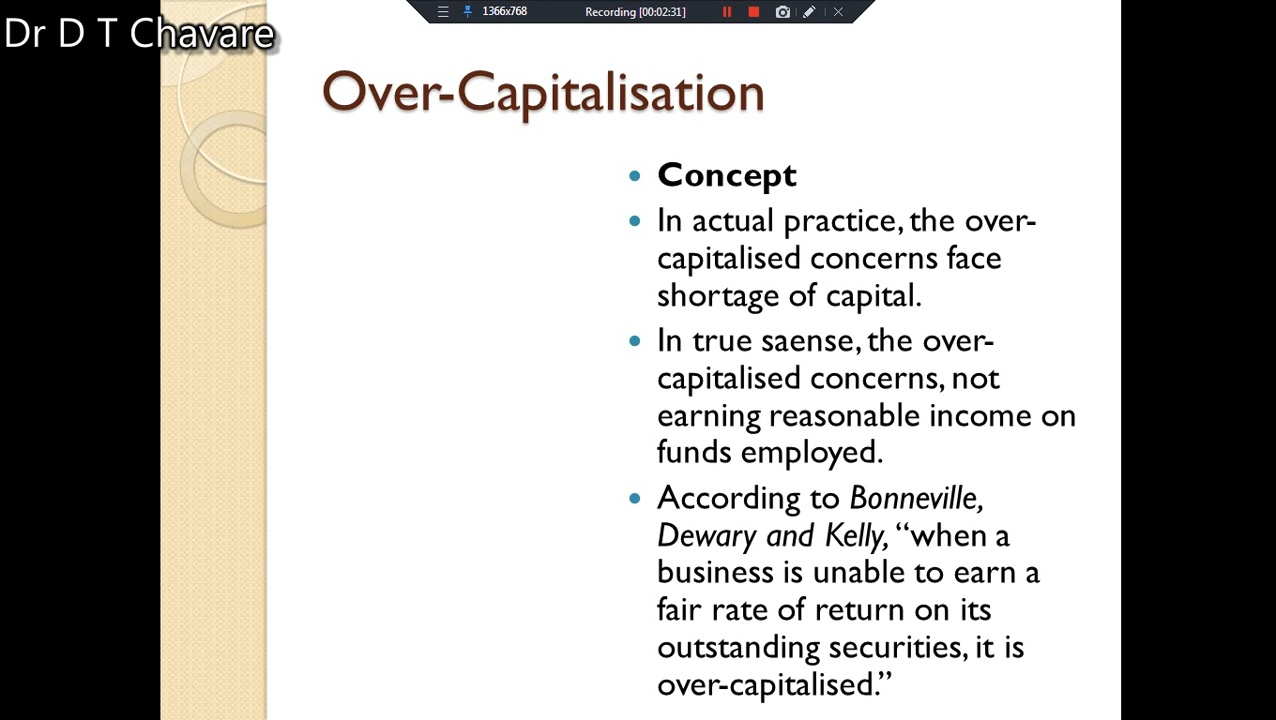 1366x768
Recording [00:02:31]
Dr D T Chavare
Over-Capitalisation
Concept
In actual practice, the over-
capitalised concerns face
shortage of capital.
In true saense, the over-
capitalised concerns, not
earning reasonable income on
funds employed.
According to Bonneville,
Dewary and Kelly, “when a
business is unable to earn a
fair rate of return on its
outstanding securities, it is
over-capitalised.”